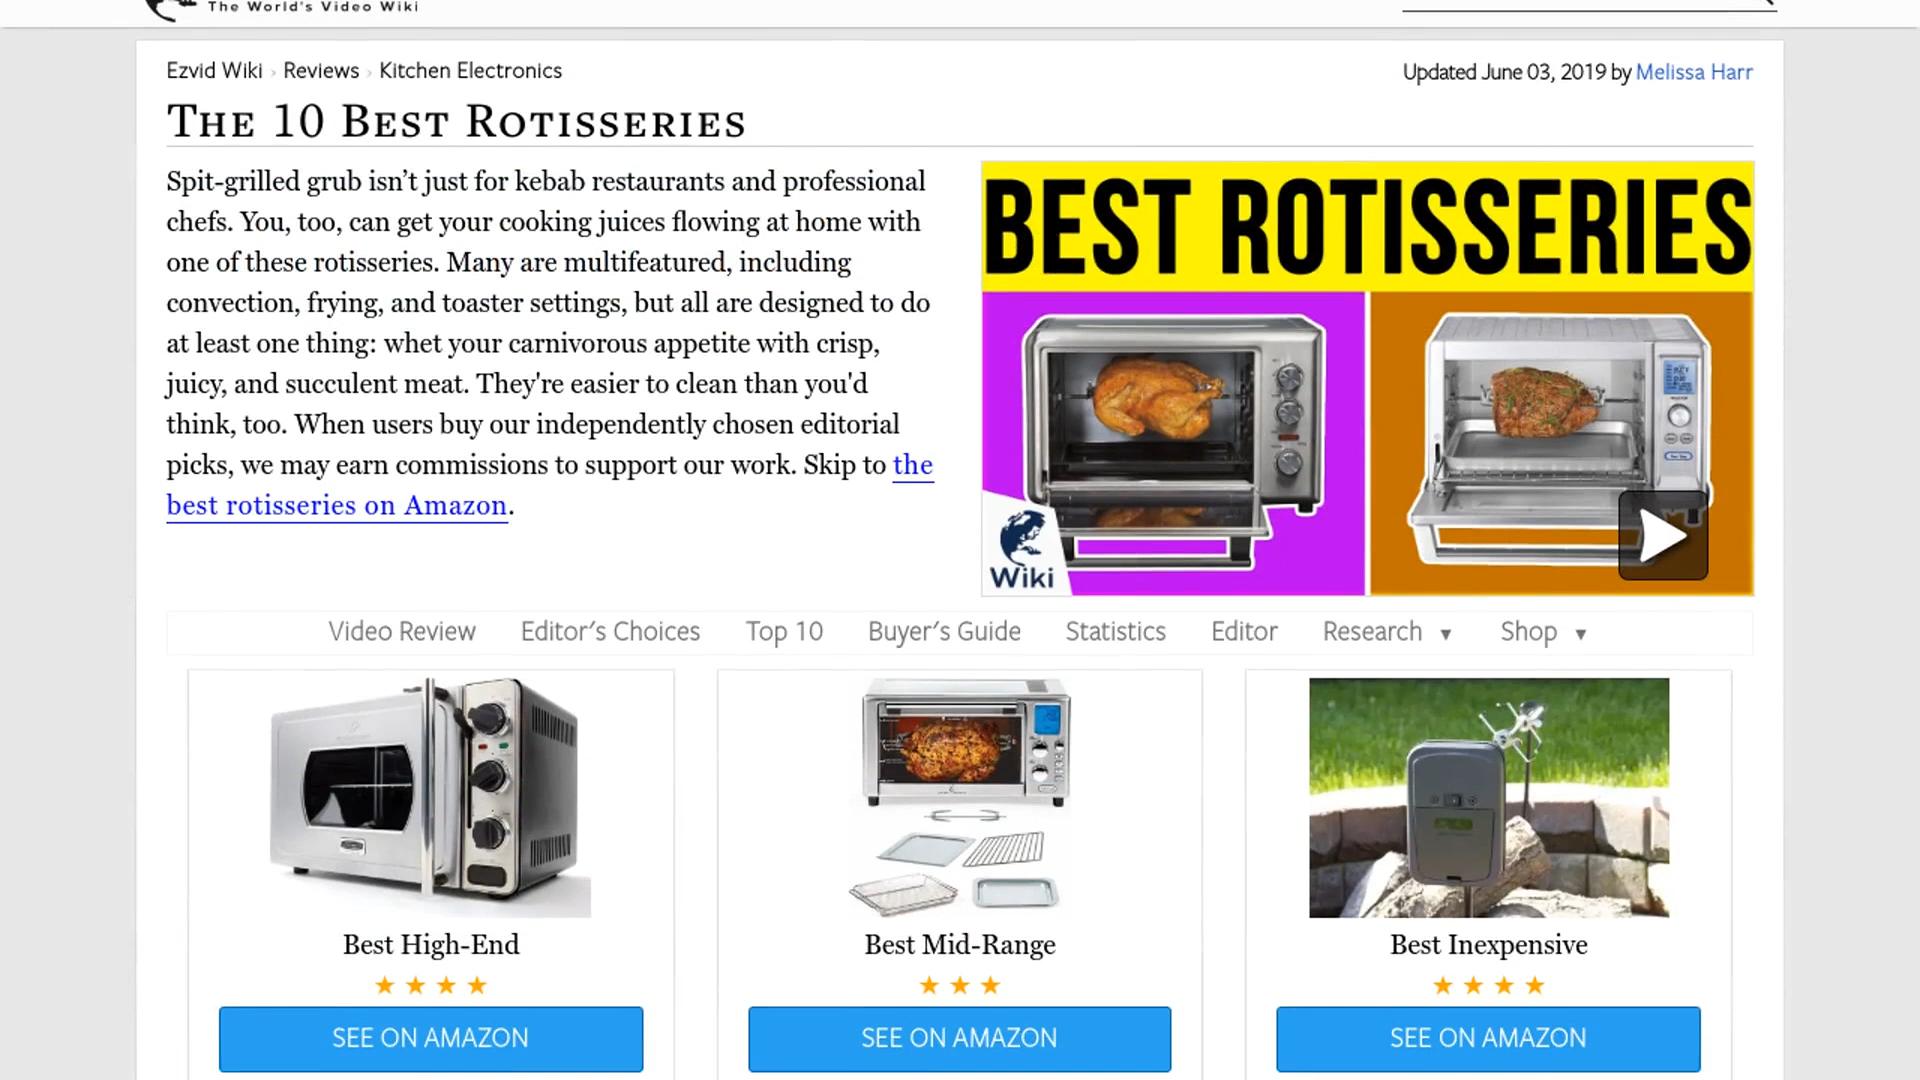 The World's Video Wiki
Ezvid Wiki › Reviews › Kitchen Electronics
Updated June 03, 2019 by Melissa Harr
The 10 Best Rotisseries
Spit-grilled grub isn't just for kebab restaurants and professional
chefs. You, too, can get your cooking juices flowing at home with
one of these rotisseries. Many are multifeatured, including
convection, frying, and toaster settings, but all are designed to do
at least one thing: whet your carnivorous appetite with crisp,
juicy, and succulent meat. They're easier to clean than you'd
think, too. When users buy our independently chosen editorial
picks, we may earn commissions to support our work. Skip to the
best rotisseries on Amazon.
BEST ROTISSERIES
Wiki
Video Review Editor's Choices Top 10 Buyer's Guide Statistics Editor Research ▼ Shop ▼
Best High-End
SEE ON AMAZON
Best Mid-Range
SEE ON AMAZON
Best Inexpensive
SEE ON AMAZON